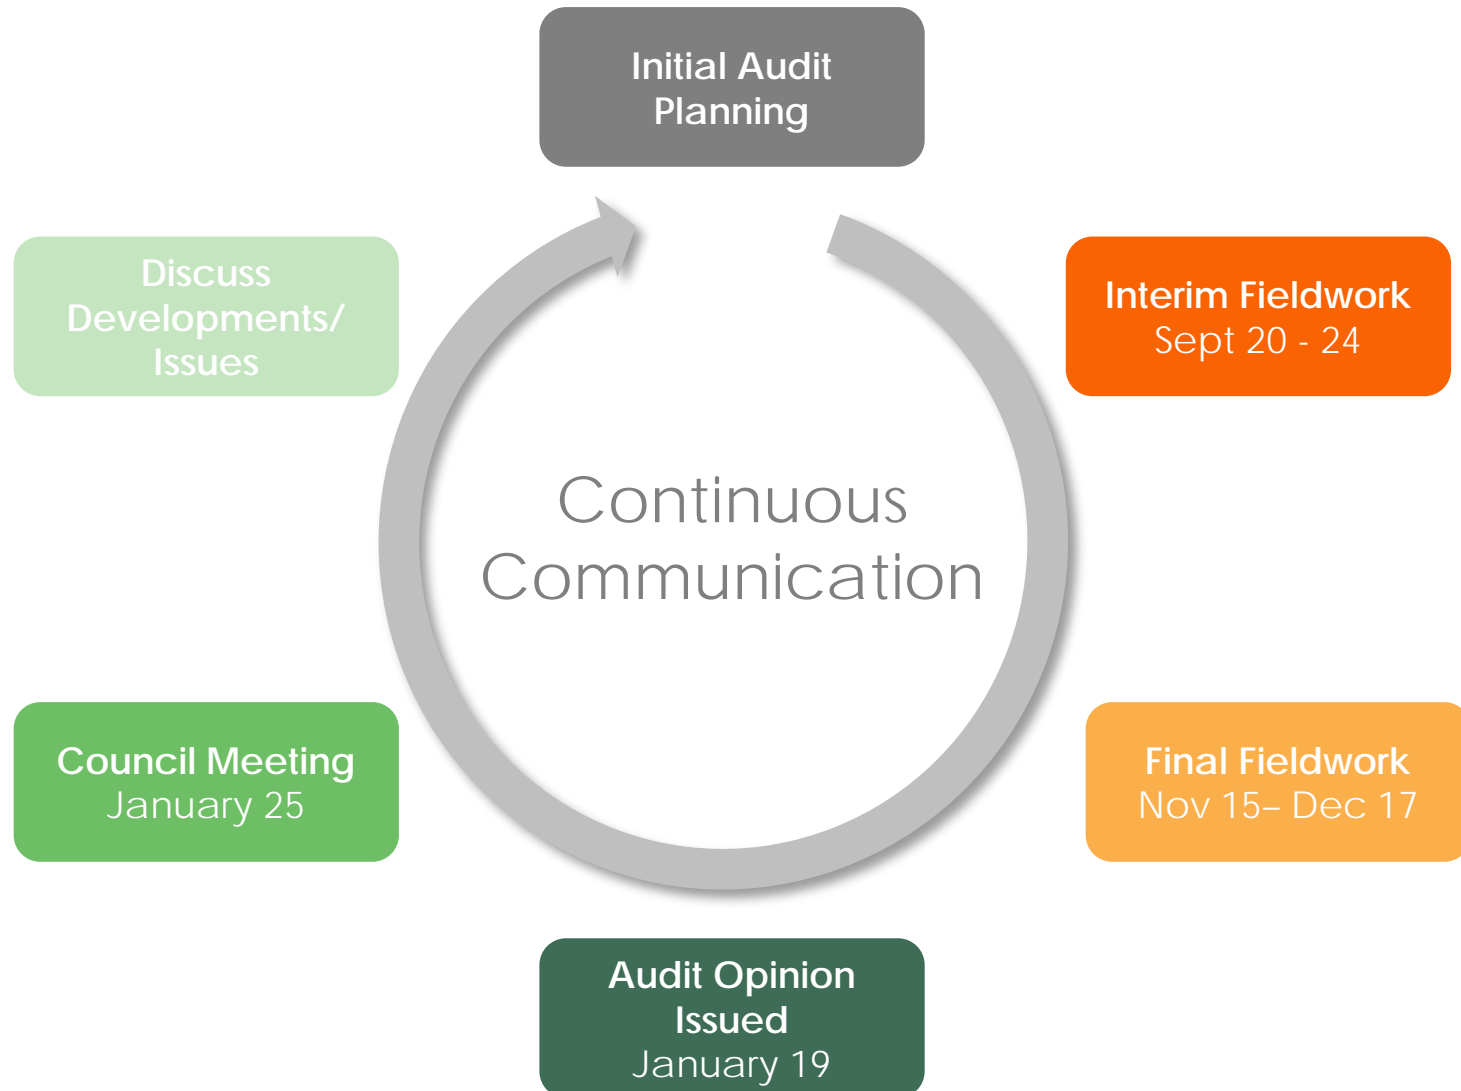 Initial Audit
Planning
Interim Fieldwork
Sept 20 - 24
Final Fieldwork
Nov 15– Dec 17
Audit Opinion
Issued
January 19
Council Meeting
January 25
Discuss
Developments/
Issues
Continuous
Communication